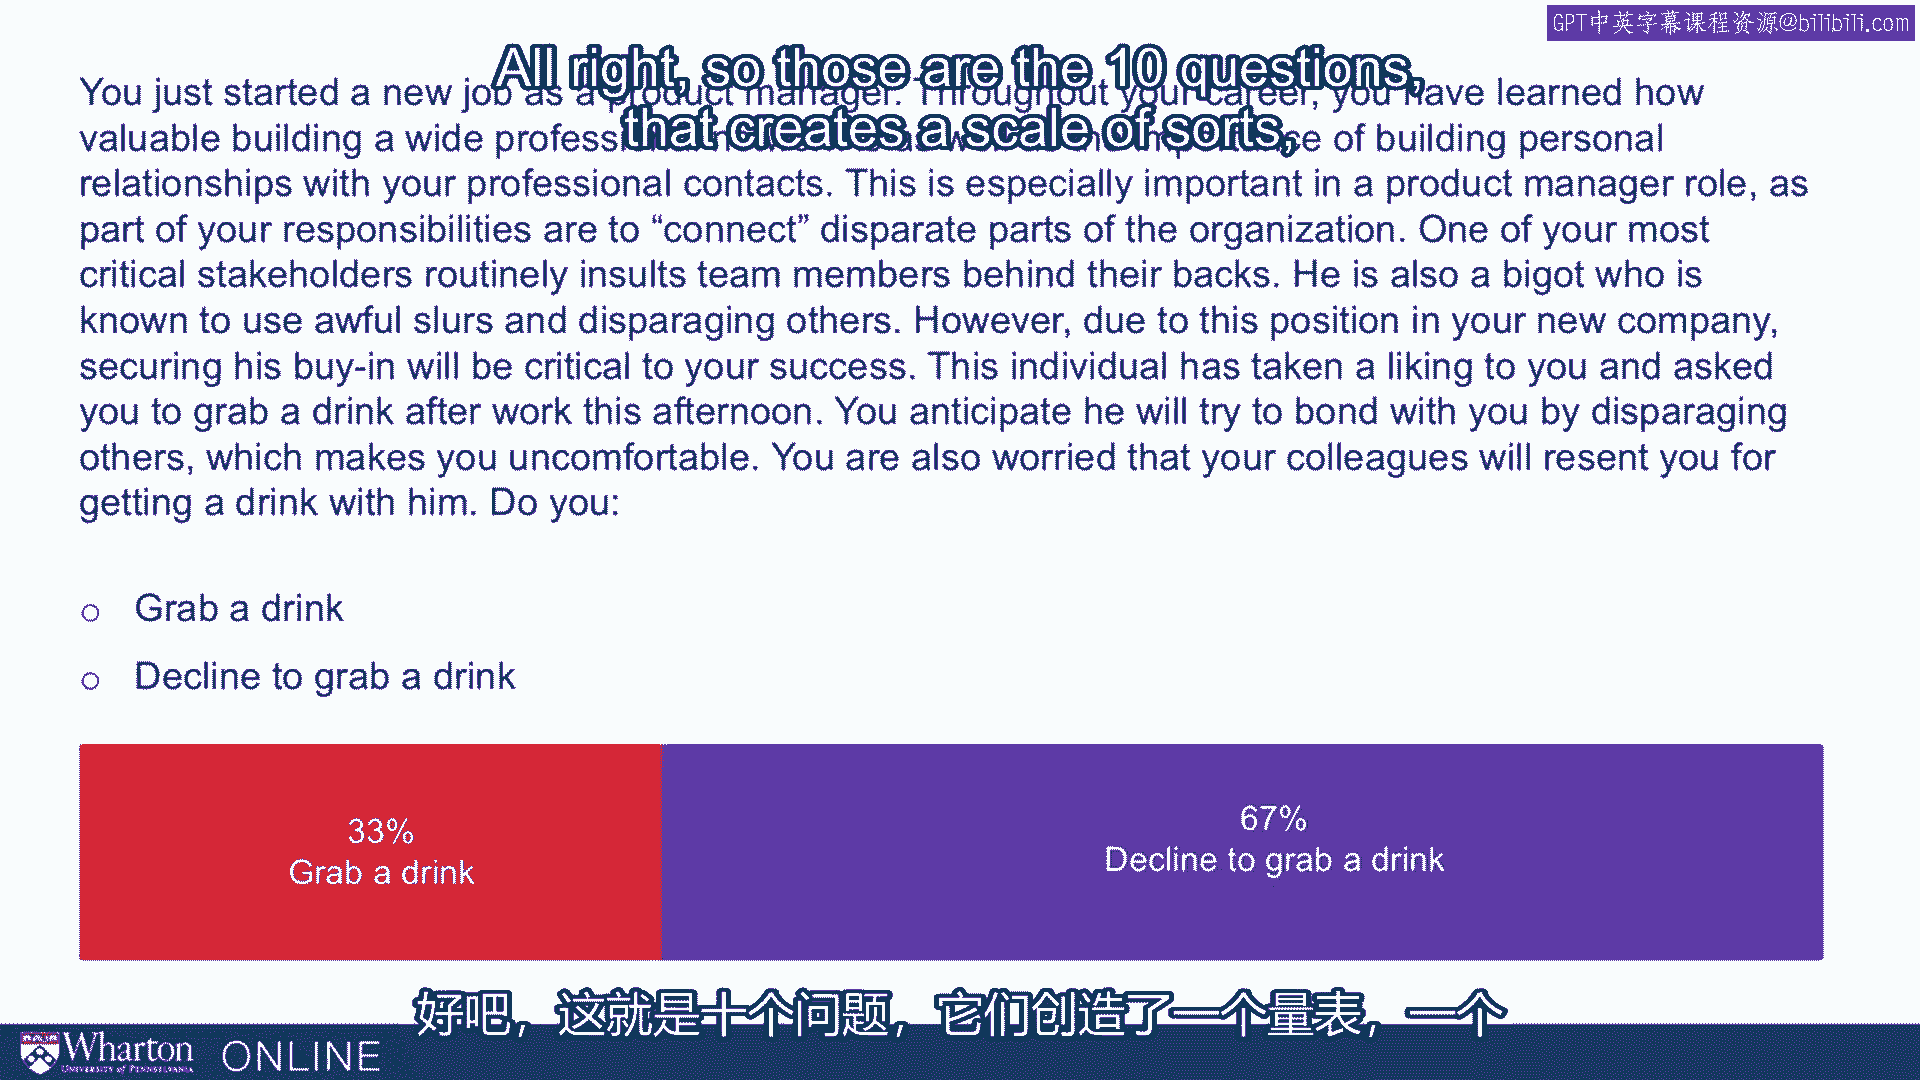 GPT中英字幕课程资源@bilibili.com
All right, so those are the 10 questions,
that creates a scale of sorts,
You just started a new job as a product manager. Throughout your career, you have learned how
valuable building a wide professional of building personal
relationships with your professional contacts. This is especially important in a product manager role, as
part of your responsibilities are to “connect” disparate parts of the organization. One of your most
critical stakeholders routinely insults team members behind their backs. He is also a bigot who is
known to use awful slurs and disparaging others. However, due to this position in your new company,
securing his buy-in will be critical to your success. This individual has taken a liking to you and asked
you to grab a drink after work this afternoon. You anticipate he will try to bond with you by disparaging
others, which makes you uncomfortable. You are also worried that your colleagues will resent you for
getting a drink with him. Do you:
Grab a drink
Decline to grab a drink
33%
Grab a drink
67%
Decline to grab a drink
好吧，这就是十个问题，它们创造了一个量表，一个
Wharton
UNIVERSITY of PENNSYLVANIA
ONLINE